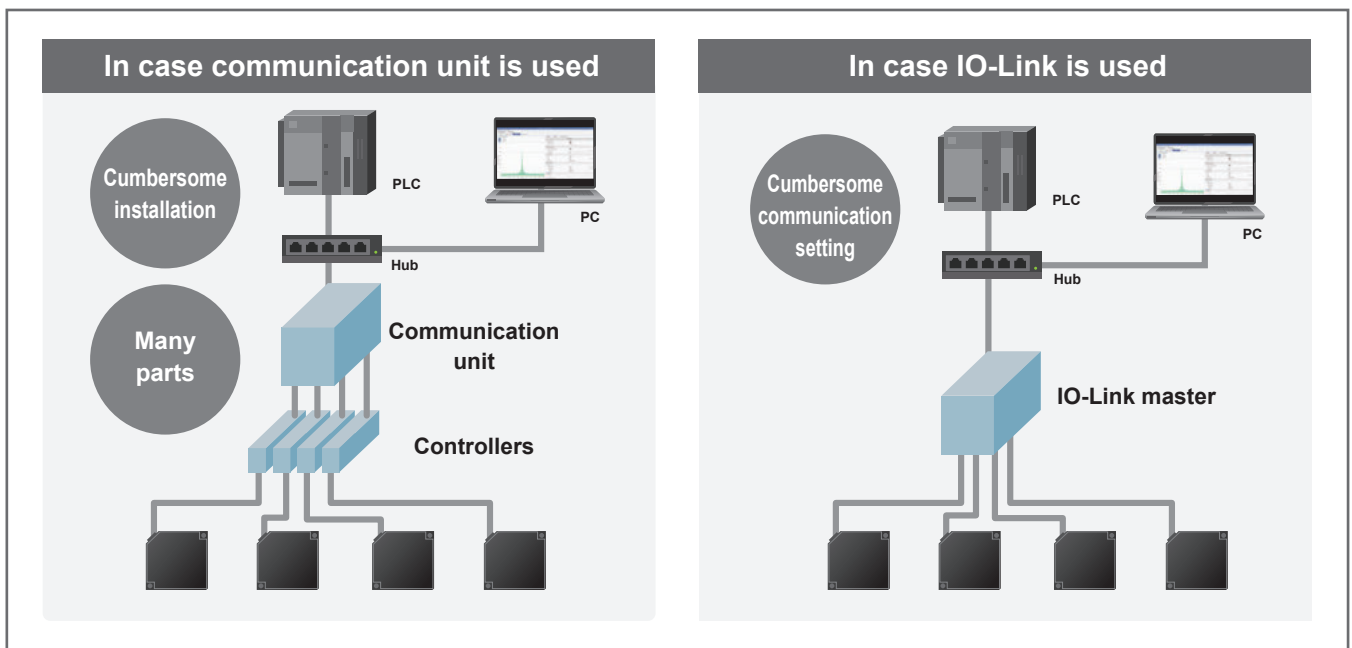 In case communication unit is used
Cumbersome
installation
PLC
PC
Hub
Many
parts
Communication
unit
Controllers
In case IO-Link is used
Cumbersome
communication
setting
PLC
PC
Hub
IO-Link master